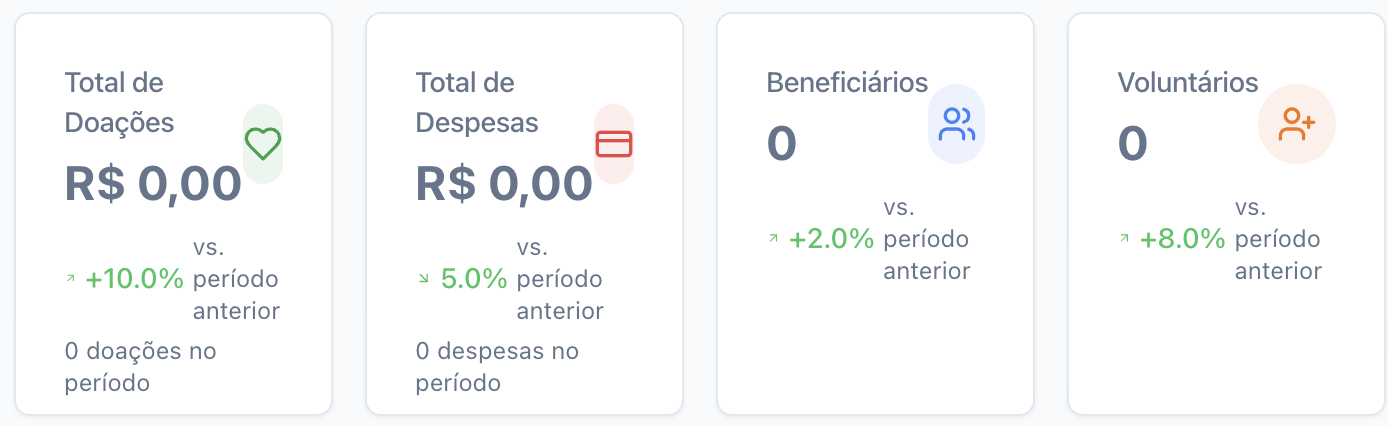 Total de
Doações
R$ 0,00
vs.
+10.0% período
anterior
0 doações no
período
Total de
Despesas
R$ 0,00
vs.
5.0% período
anterior
0 despesas no
período
Beneficiários
0
vs.
+2.0% período
anterior
Voluntários
0
vs.
+8.0% período
anterior